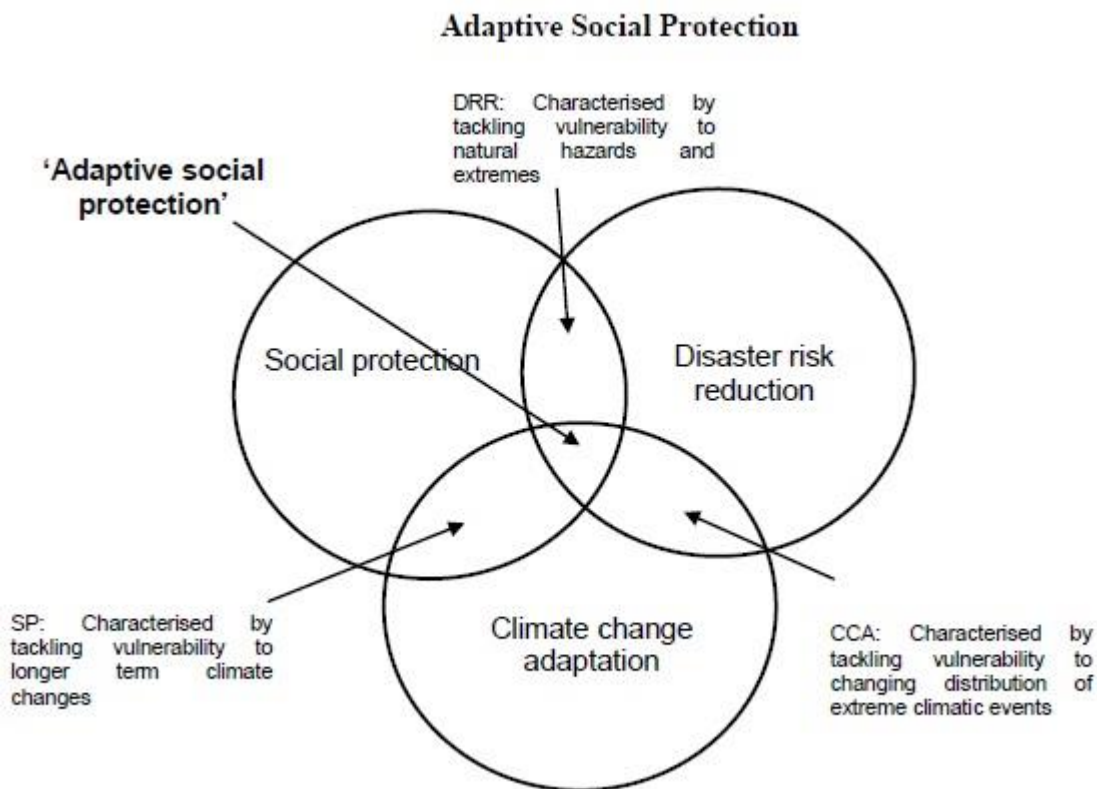 Adaptive Social Protection
DRR: Characterised by
tackling vulnerability to
natural hazards and
extremes
‘Adaptive social
protection’
Social protection
Disaster risk
reduction
SP: Characterised by
tackling vulnerability to
longer term climate
changes
Climate change
adaptation
CCA: Characterised by
tackling vulnerability to
changing distribution of
extreme climatic events